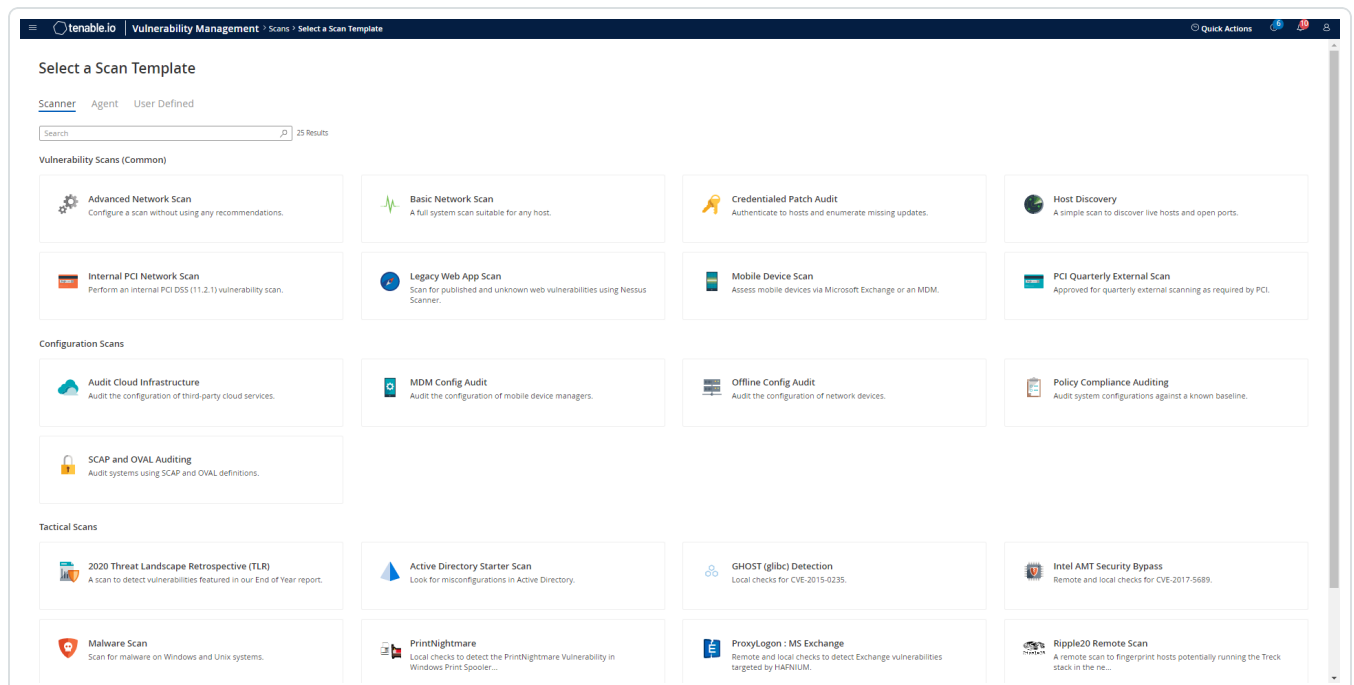 tenable.io Vulnerability Management > Scans > Select a Scan Template Quick Actions 6 10
Select a Scan Template
Scanner Agent User Defined
Search 25 Results
Vulnerability Scans (Common)
Advanced Network Scan
Configure a scan without using any recommendations.
Basic Network Scan
A full system scan suitable for any host.
Credentialed Patch Audit
Authenticate to hosts and enumerate missing updates.
Host Discovery
A simple scan to discover live hosts and open ports.
Internal PCI Network Scan
Perform an internal PCI DSS (11.2.1) vulnerability scan.
Legacy Web App Scan
Scan for published and unknown web vulnerabilities using Nessus
Scanner.
Mobile Device Scan
Assess mobile devices via Microsoft Exchange or an MDM.
PCI Quarterly External Scan
Approved for quarterly external scanning as required by PCI.
Configuration Scans
Audit Cloud Infrastructure
Audit the configuration of third-party cloud services.
MDM Config Audit
Audit the configuration of mobile device managers.
Offline Config Audit
Audit the configuration of network devices.
Policy Compliance Auditing
Audit system configurations against a known baseline.
SCAP and OVAL Auditing
Audit systems using SCAP and OVAL definitions.
Tactical Scans
2020 Threat Landscape Retrospective (TLR)
A scan to detect vulnerabilities featured in our End of Year report.
Active Directory Starter Scan
Look for misconfigurations in Active Directory.
GHOST (glibc) Detection
Local checks for CVE-2015-0235.
Intel AMT Security Bypass
Remote and local checks for CVE-2017-5689.
Malware Scan
Scan for malware on Windows and Unix systems.
PrintNightmare
Local checks to detect the PrintNightmare Vulnerability in
Windows Print Spooler...
ProxyLogon : MS Exchange
Remote and local checks to detect Exchange vulnerabilities
targeted by HAFNIUM.
Ripple20 Remote Scan
A remote scan to fingerprint hosts potentially running the Treck
stack in the ne...